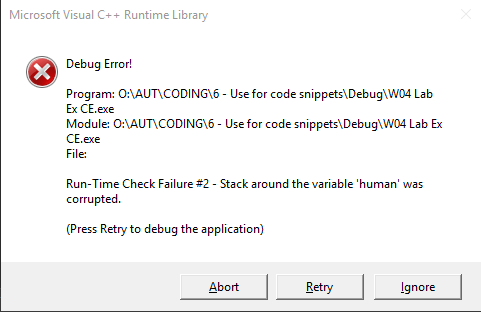 Microsoft Visual C++ Runtime Library
Debug Error!
Program: O:\AUT\CODING\6 - Use for code snippets\Debug\W04 Lab
Ex CE.exe
Module: O:\AUT\CODING\6 - Use for code snippets\Debug\W04 Lab Ex
CE.exe
File:
Run-Time Check Failure #2 - Stack around the variable 'human' was
corrupted.
(Press Retry to debug the application)
Abort
Retry
Ignore